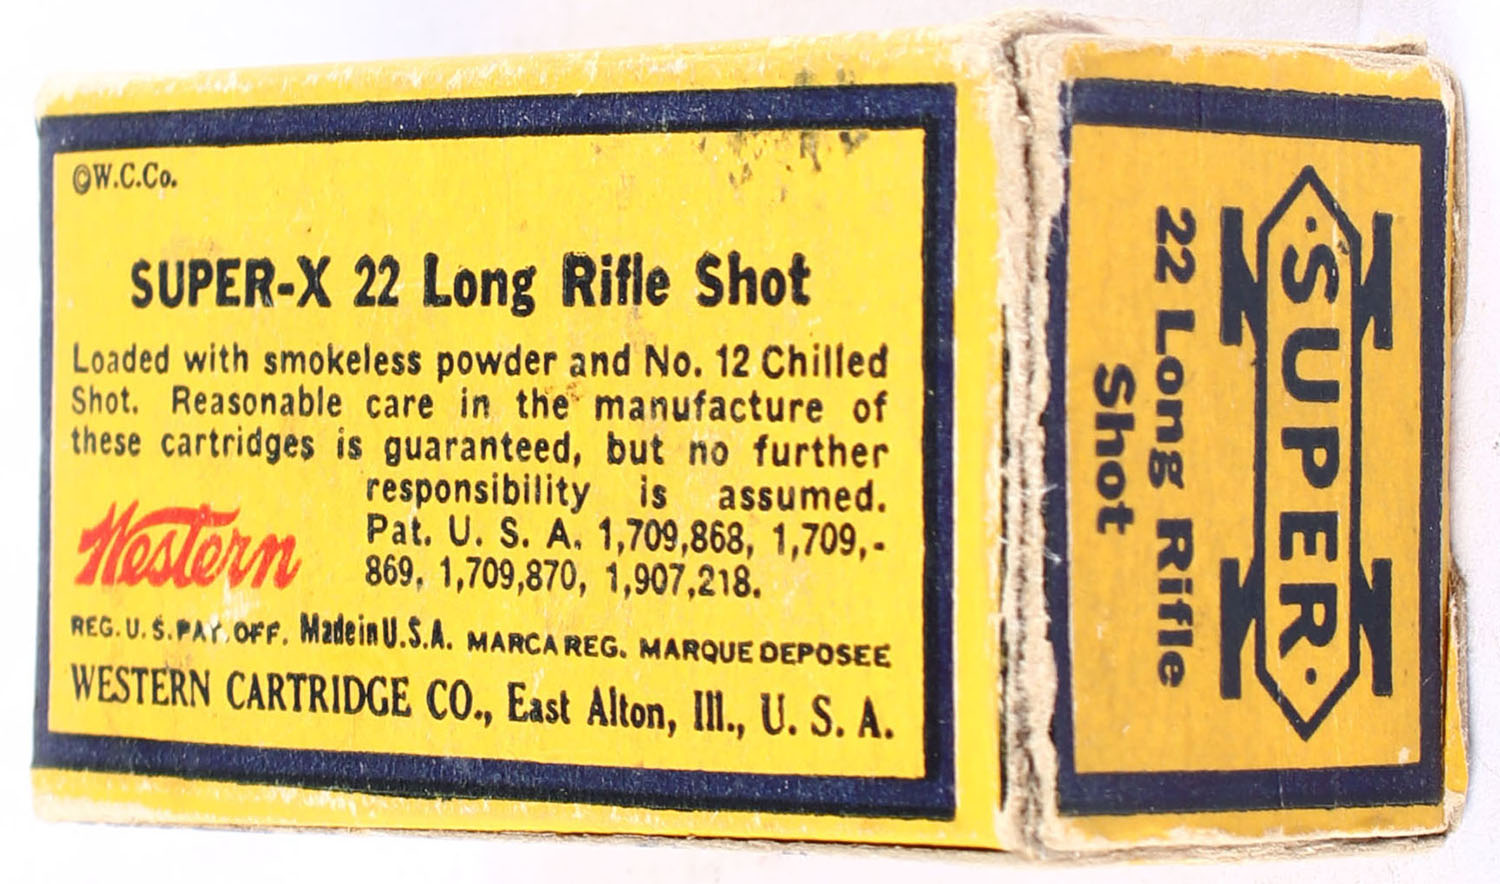 ©W.C.Co.
SUPER-X 22 Long Rifle Shot
Loaded with smokeless powder and No. 12 Chilled
Shot. Reasonable care in the manufacture of
these cartridges is guaranteed, but no further
responsibility is assumed.
Pat. U. S. A. 1,709,868, 1,709,-
869, 1,709,870, 1,907,218.
Western
REG. U. S. PAT. OFF. Made in U.S.A. MARCA REG. MARQUE DEPOSEE
WESTERN CARTRIDGE CO., East Alton, Ill., U. S. A.
X
·SUPER·
22 Long Rifle
Shot